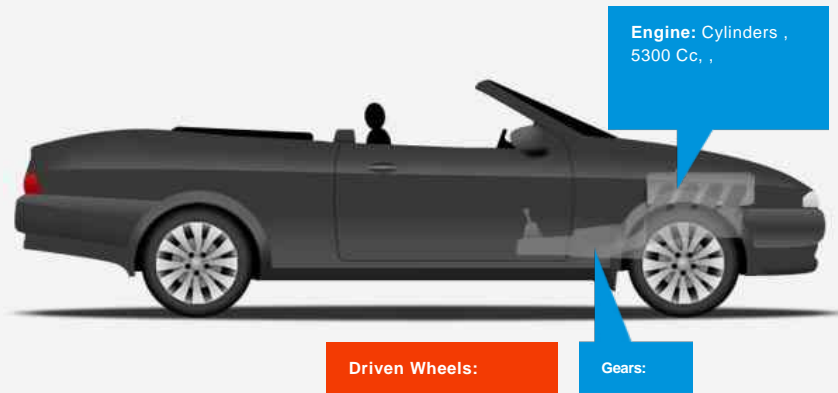 Engine: Cylinders ,
5300 Cc, ,
Driven Wheels:
Gears: